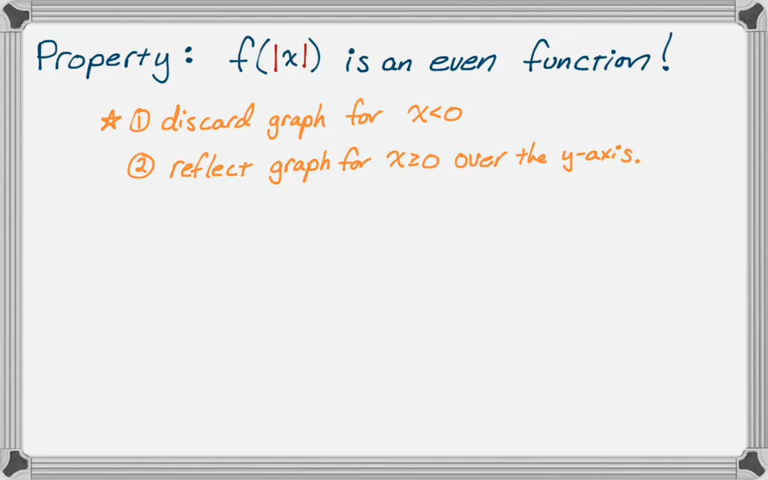 Property: f(|x|) is an even function!
☆ ① discard graph for x<0
② reflect graph for x≥0 over the y-axis.